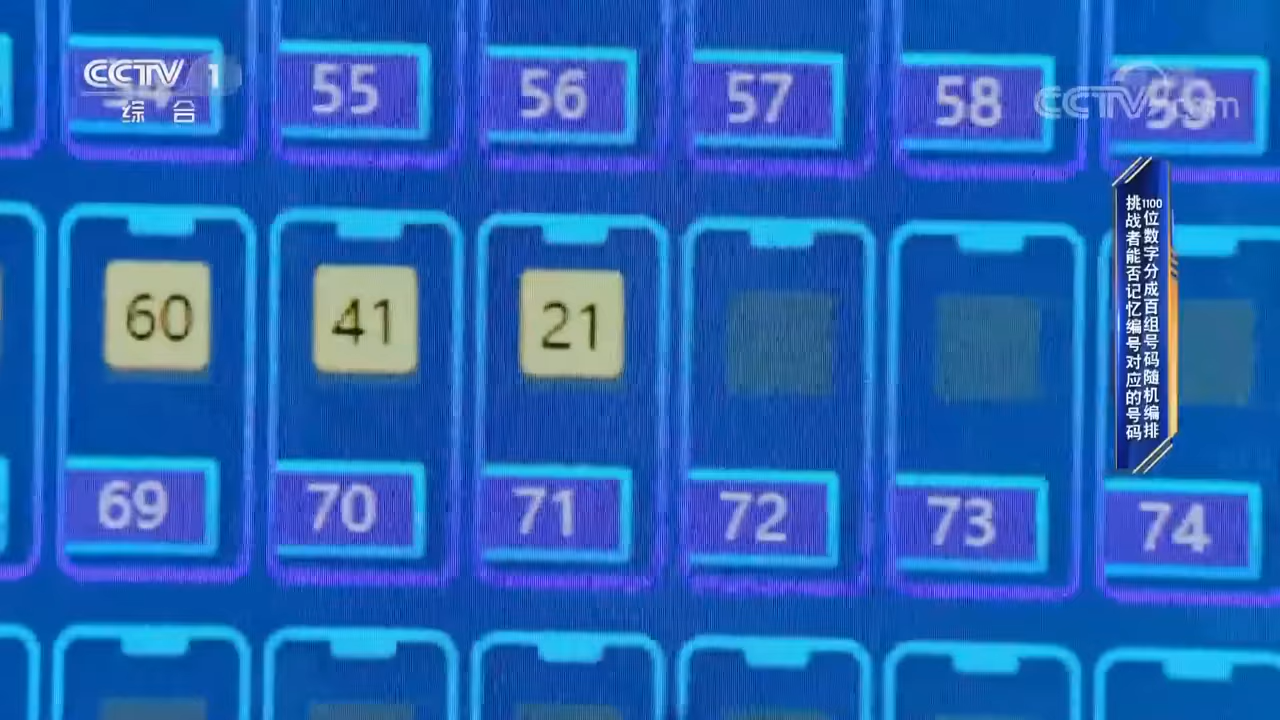 CCTV 1
综合
54 55 56 57 58 59
CCTV.com
60 41 21
69 70 71 72 73 74
1100位数字分成百组号码随机编排
挑战者能否记忆编号对应的号码